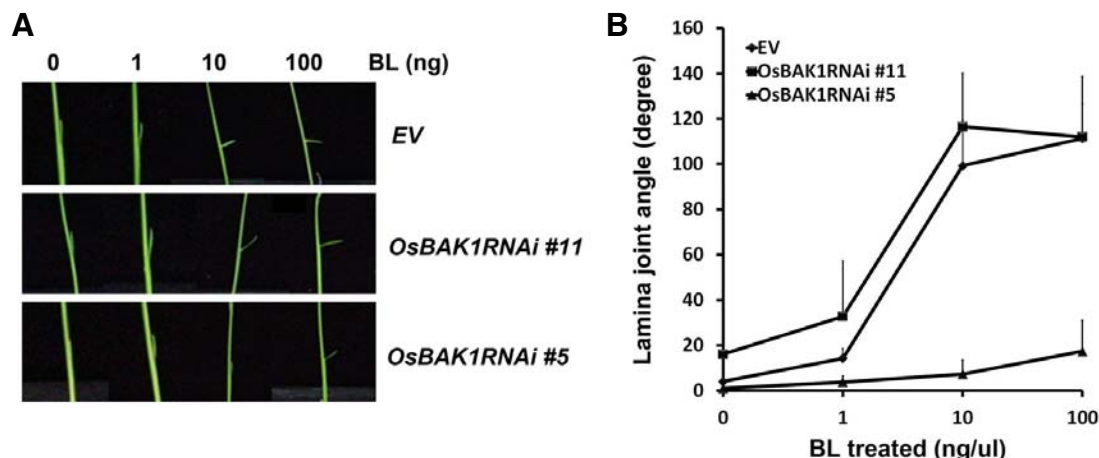 A
0 1 10 100 BL (ng)
EV
OsBAK1RNAi #11
OsBAK1RNAi #5
B
Lamina joint angle (degree)
160
140
120
100
80
60
40
20
0
EV
OsBAK1RNAi #11
OsBAK1RNAi #5
0 1 10 100
BL treated (ng/ul)